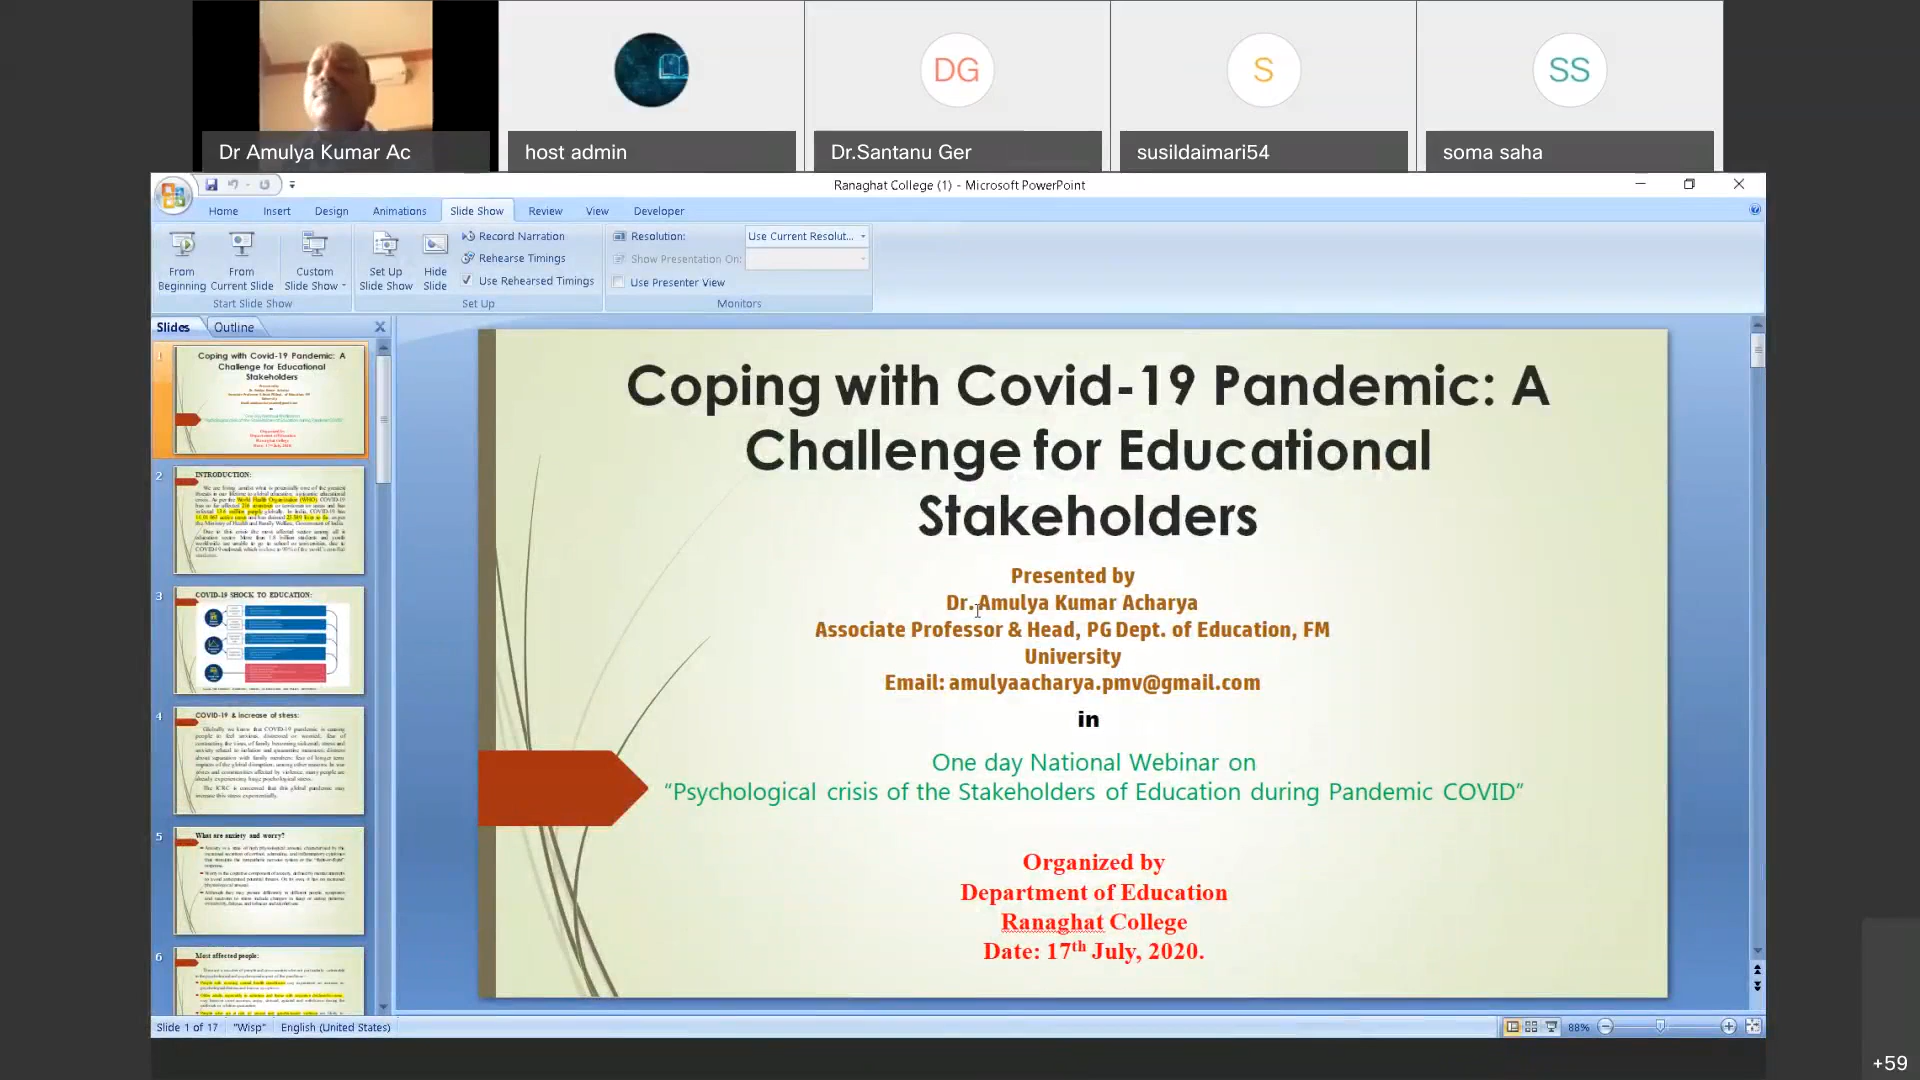 DG
S
SS
Dr Amulya Kumar Ac
host admin
Dr.Santanu Ger
susildaimari54
soma saha
Ranaghat College (1) - Microsoft PowerPoint
Home
Insert
Design
Animations
Slide Show
Review
View
Developer
From Beginning
From Current Slide
Custom Slide Show
Start Slide Show
Set Up Slide Show
Hide Slide
Record Narration
Rehearse Timings
Use Rehearsed Timings
Set Up
Resolution:
Use Current Resolut...
Show Presentation On:
Use Presenter View
Monitors
Slides
Outline
1
Coping with Covid-19 Pandemic: A
Challenge for Educational
Stakeholders
2
INTRODUCTION:
3
COVID-19 SHOCK TO EDUCATION:
4
COVID-19 & increase of stress:
5
What are anxiety and worry?
6
Most affected people:
Coping with Covid-19 Pandemic: A
Challenge for Educational
Stakeholders
Presented by
Dr. Amulya Kumar Acharya
Associate Professor & Head, PG Dept. of Education, FM
University
Email: amulyaacharya.pmv@gmail.com
in
One day National Webinar on
“Psychological crisis of the Stakeholders of Education during Pandemic COVID”
Organized by
Department of Education
Ranaghat College
Date: 17th July, 2020.
Slide 1 of 17
"Wisp"
English (United States)
88%
+59